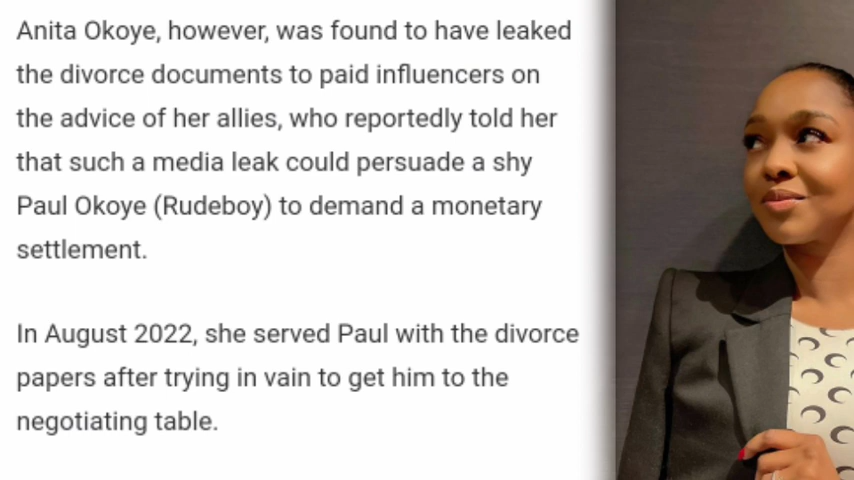 Anita Okoye, however, was found to have leaked
the divorce documents to paid influencers on
the advice of her allies, who reportedly told her
that such a media leak could persuade a shy
Paul Okoye (Rudeboy) to demand a monetary
settlement.
In August 2022, she served Paul with the divorce
papers after trying in vain to get him to the
negotiating table.